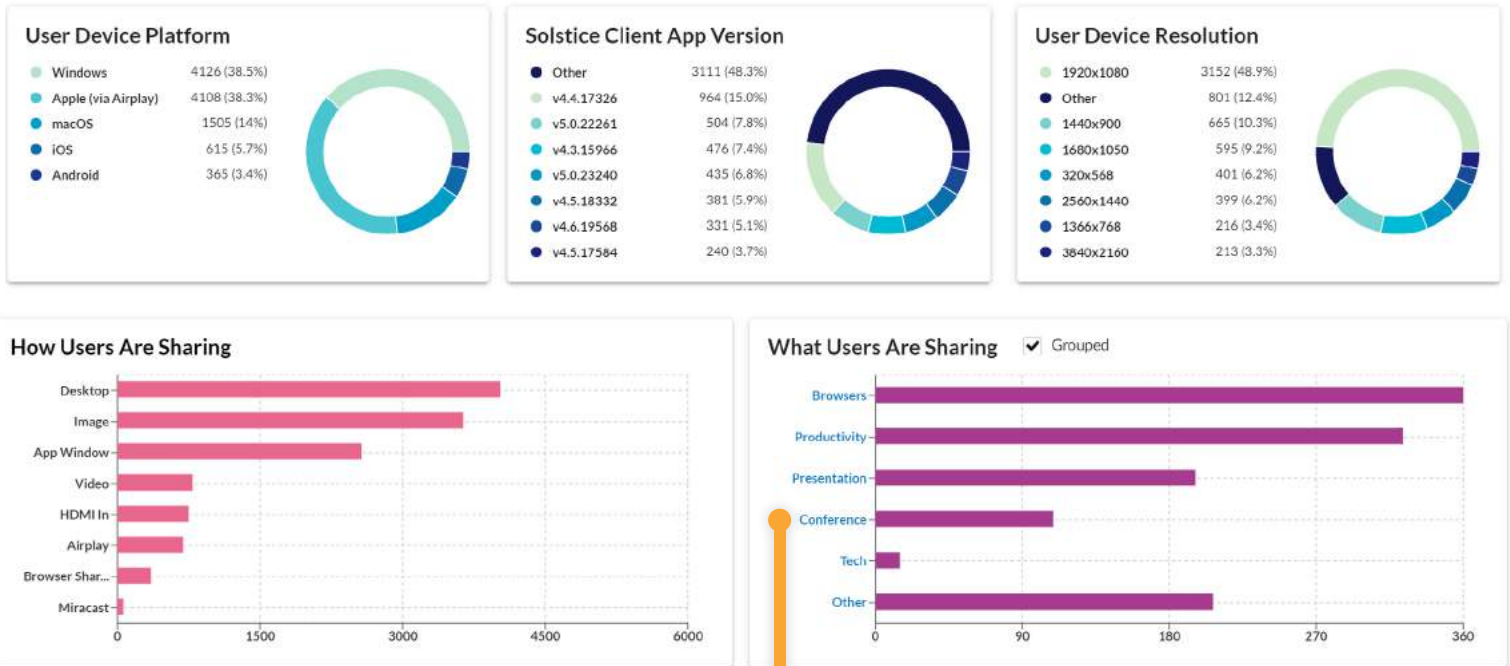 User Device Platform
Windows 4126 (38.5%)
Apple (via Airplay) 4108 (38.3%)
macOS 1505 (14%)
iOS 615 (5.7%)
Android 365 (3.4%)
Solstice Client App Version
Other 3111 (48.3%)
v4.4.17326 964 (15.0%)
v5.0.22261 504 (7.8%)
v4.3.15966 476 (7.4%)
v5.0.23240 435 (6.8%)
v4.5.18332 381 (5.9%)
v4.6.19568 331 (5.1%)
v4.5.17584 240 (3.7%)
User Device Resolution
1920x1080 3152 (48.9%)
Other 801 (12.4%)
1440x900 665 (10.3%)
1680x1050 595 (9.2%)
320x568 401 (6.2%)
2560x1440 399 (6.2%)
1366x768 216 (3.4%)
3840x2160 213 (3.3%)
How Users Are Sharing
Desktop
Image
App Window
Video
HDMI In
Airplay
Browser Shar...
Miracast
0 1500 3000 4500 6000
What Users Are Sharing Grouped
Browsers
Productivity
Presentation
Conference
Tech
Other
0 90 180 270 360